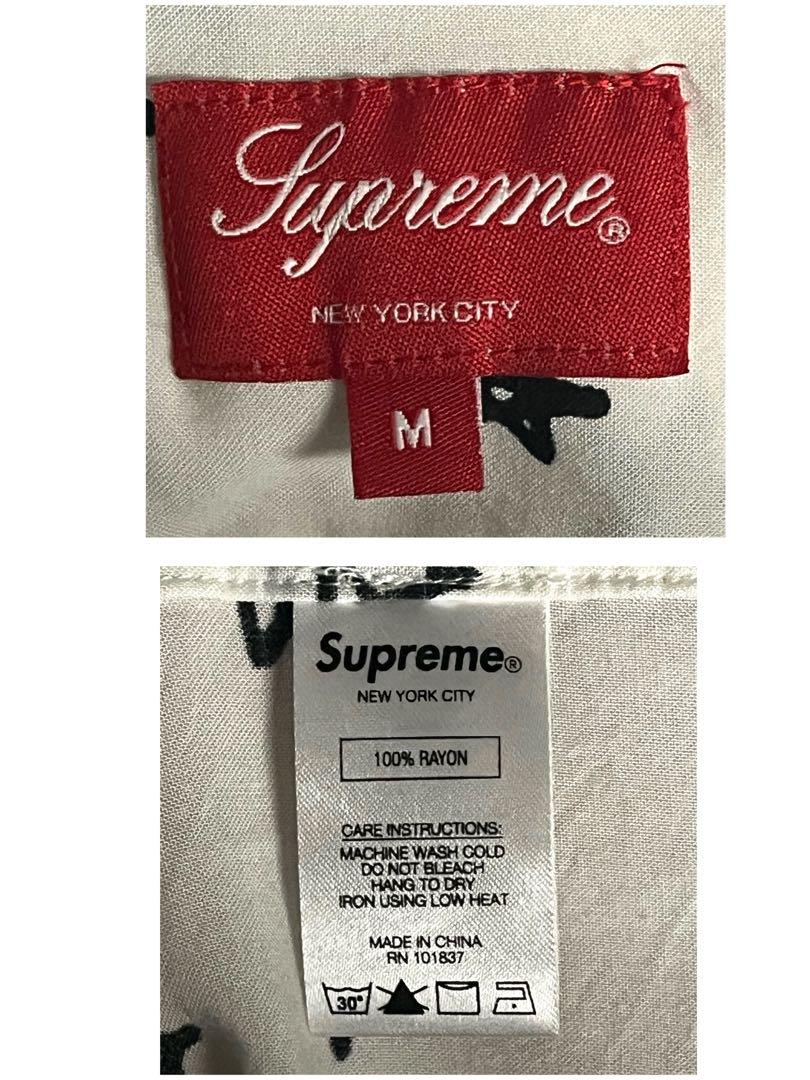 Supreme®
NEW YORK CITY
M
Supreme®
NEW YORK CITY
100% RAYON
CARE INSTRUCTIONS:
MACHINE WASH COLD
DO NOT BLEACH
HANG TO DRY
IRON USING LOW HEAT
MADE IN CHINA
RN 101837
30°